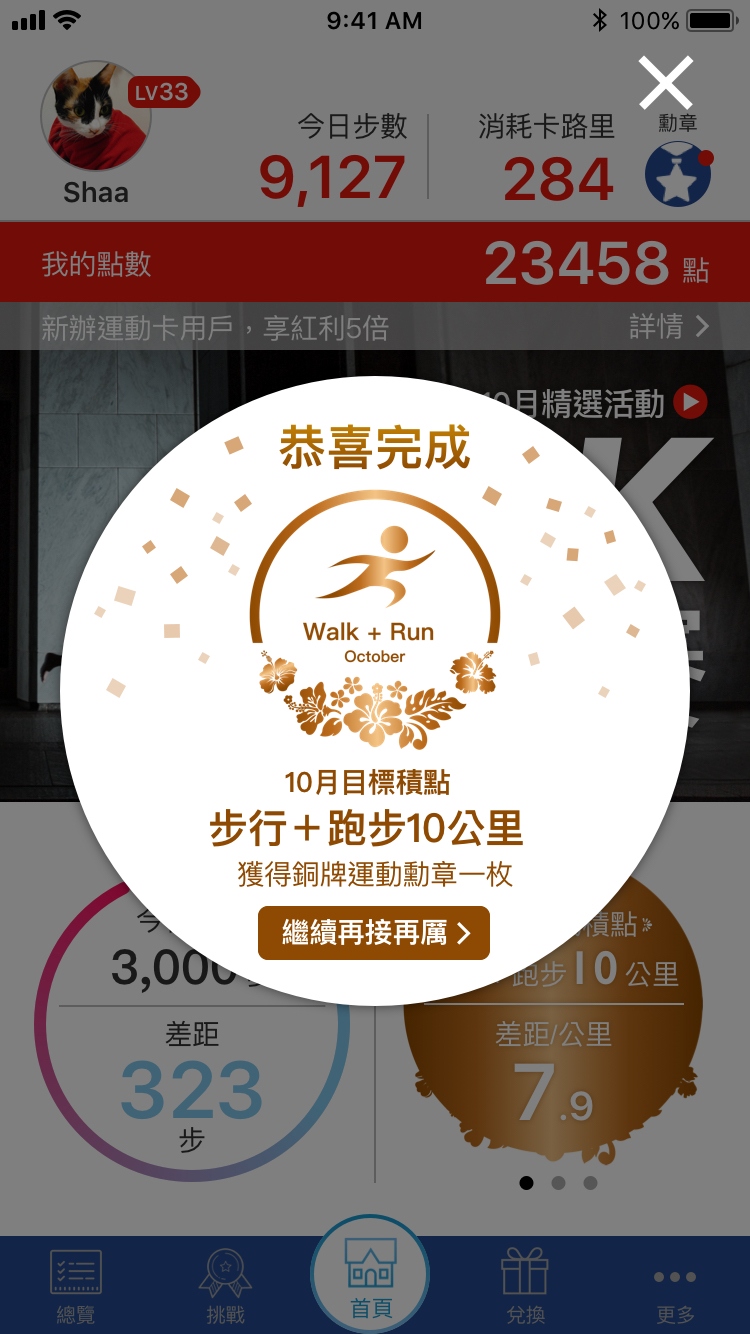 9:41 AM
100%
LV33
Shaa
今日步數
9,127
消耗卡路里
284
勳章
我的點數
23458 點
新辦運動卡用戶，享紅利5倍
詳情
月精選活動
K
恭喜完成
Walk + Run
October
10月目標積點
步行＋跑步10公里
獲得銅牌運動勳章一枚
繼續再接再厲
今
3,000
差距
323
步
積點
跑步10公里
差距/公里
7.9
總覽
挑戰
首頁
兌換
更多